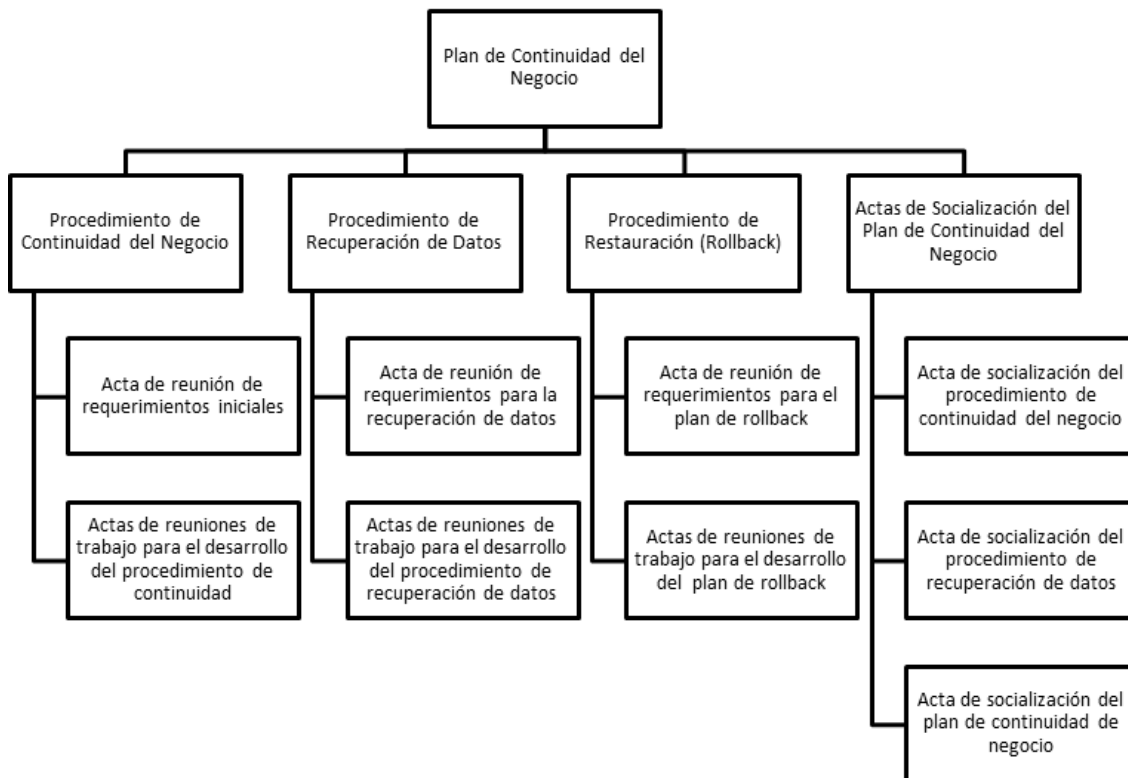 Plan de Continuidad del
Negocio
Procedimiento de
Continuidad del Negocio
Procedimiento de
Recuperación de Datos
Procedimiento de
Restauración (Rollback)
Actas de Socialización del
Plan de Continuidad del
Negocio
Acta de reunión de
requerimientos iniciales
Acta de reunión de
requerimientos para la
recuperación de datos
Acta de reunión de
requerimientos para el
plan de rollback
Acta de socialización del
procedimiento de
continuidad del negocio
Actas de reuniones de
trabajo para el desarrollo
del procedimiento de
continuidad
Actas de reuniones de
trabajo para el desarrollo
del procedimiento de
recuperación de datos
Actas de reuniones de
trabajo para el desarrollo
del plan de rollback
Acta de socialización del
procedimiento de
recuperación de datos
Acta de socialización del
plan de continuidad de
negocio